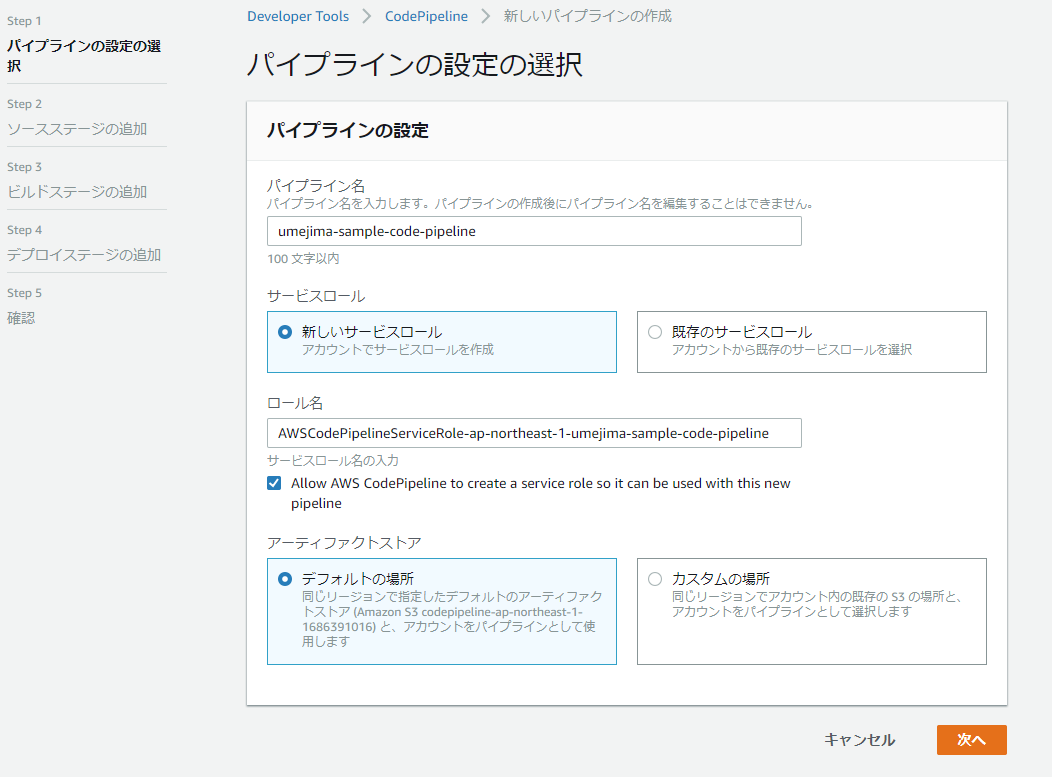 Step 1
パイプラインの設定の選
択
Step 2
ソースステージの追加
Step 3
ビルドステージの追加
Step 4
デプロイステージの追加
Step 5
確認
Developer Tools > CodePipeline > 新しいパイプラインの作成
パイプラインの設定の選択
パイプラインの設定
パイプライン名
パイプライン名を入力します。パイプラインの作成後にパイプライン名を編集することはできません。
umejima-sample-code-pipeline
100 文字以内
サービスロール
新しいサービスロール
アカウントでサービスロールを作成
既存のサービスロール
アカウントから既存のサービスロールを選択
ロール名
AWSCodePipelineServiceRole-ap-northeast-1-umejima-sample-code-pipeline
サービスロール名の入力
Allow AWS CodePipeline to create a service role so it can be used with this new
pipeline
アーティファクトストア
デフォルトの場所
同じリージョンで指定したデフォルトのアーティファク
トストア (Amazon S3 codepipeline-ap-northeast-1-
1686391016) と、アカウントをパイプラインとして使
用します
カスタムの場所
同じリージョンでアカウント内の既存の S3 の場所と、
アカウントをパイプラインとして選択します
キャンセル
次へ